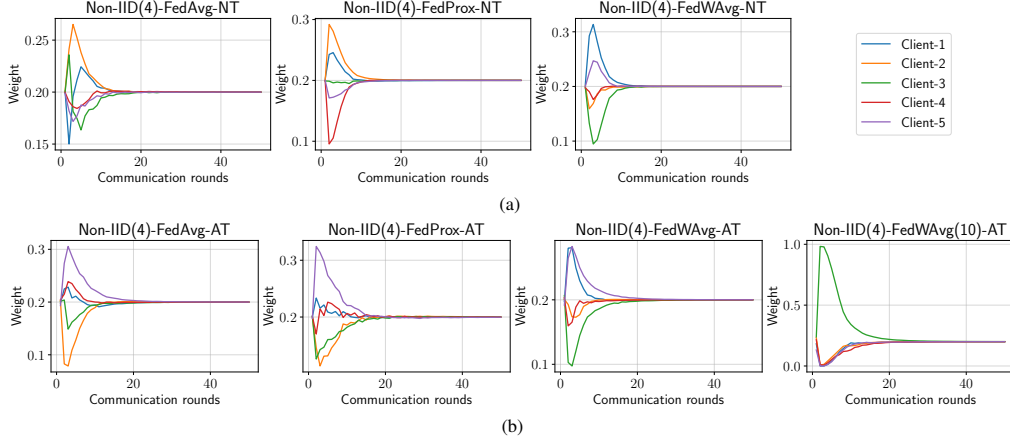 Non-IID(4)-FedAvg-NT
Non-IID(4)-FedProx-NT
Non-IID(4)-FedWAvg-NT
Weight
0.25
0.20
0.15
0
20
40
Communication rounds
Weight
0.3
0.2
0.1
0
20
40
Communication rounds
Weight
0.3
0.2
0.1
0
20
40
Communication rounds
Client-1
Client-2
Client-3
Client-4
Client-5
(a)
Non-IID(4)-FedAvg-AT
Non-IID(4)-FedProx-AT
Non-IID(4)-FedWAvg-AT
Non-IID(4)-FedWAvg(10)-AT
Weight
0.3
0.2
0.1
0
20
40
Communication rounds
Weight
0.3
0.2
0
20
40
Communication rounds
Weight
0.2
0.1
0
20
40
Communication rounds
Weight
1.0
0.5
0.0
0
20
40
Communication rounds
(b)